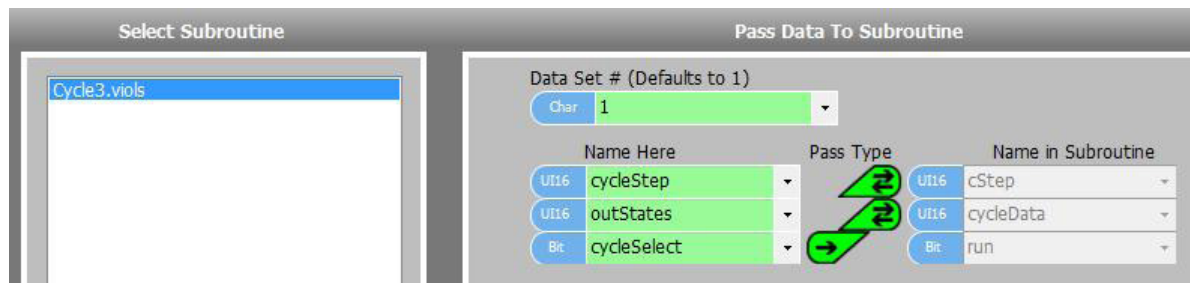 Select Subroutine
Cycle3.viols
Pass Data To Subroutine
Data Set # (Defaults to 1)
Char 1
Name Here Pass Type Name in Subroutine
UI16 cycleStep UI16 cStep
UI16 outStates UI16 cycleData
Bit cycleSelect Bit run